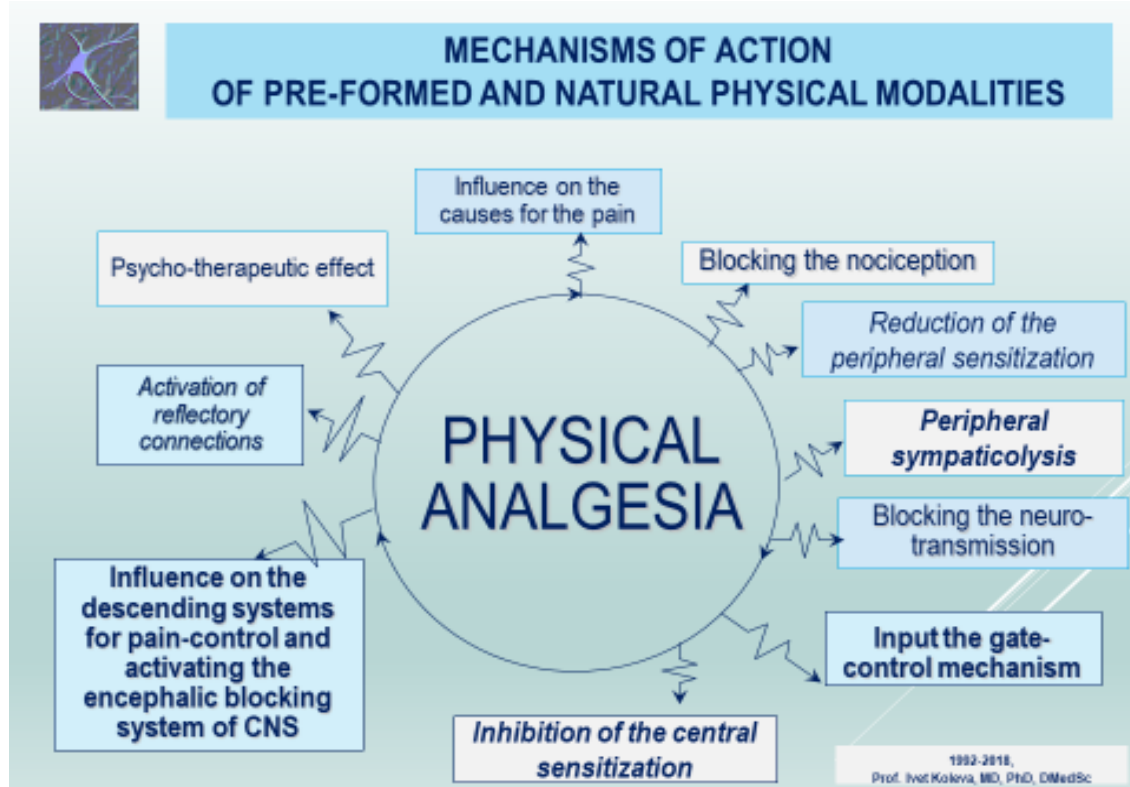 MECHANISMS OF ACTION
OF PRE-FORMED AND NATURAL PHYSICAL MODALITIES
Influence on the
causes for the pain
Psycho-therapeutic effect
Blocking the nociception
Reduction of the
peripheral sensitization
Activation of
reflectory
connections
PHYSICAL
ANALGESIA
Peripheral
sympaticolysis
Blocking the neuro-
transmission
Influence on the
descending systems
for pain-control and
activating the
encephalic blocking
system of CNS
Input the gate-
control mechanism
Inhibition of the central
sensitization
1992-2018,
Prof. Ivet Koleva, MD, PhD, DMedSc